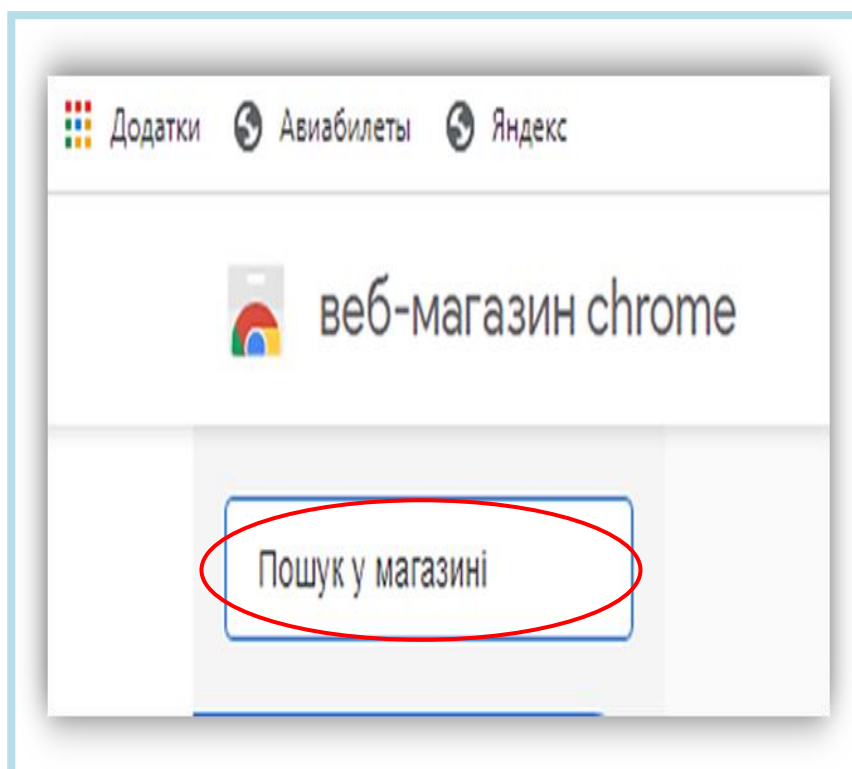 Додатки Авиабилеты Яндекс
веб-магазин chrome
Пошук у магазині